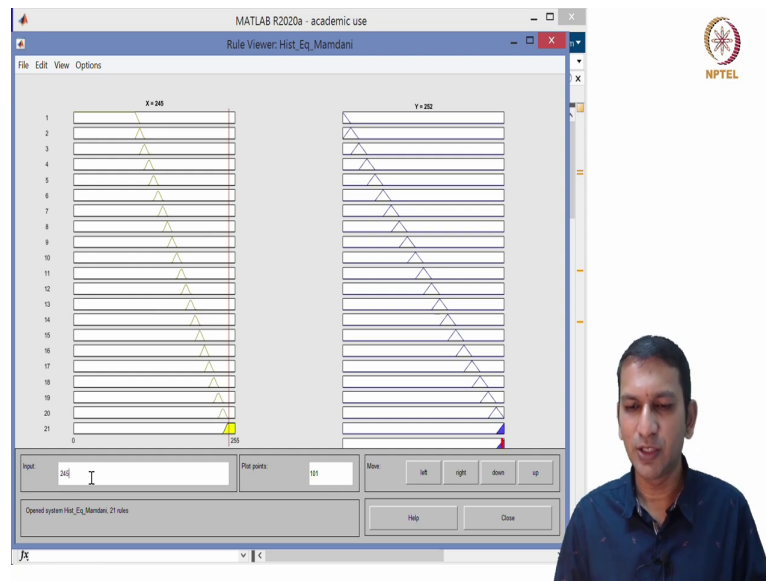 MATLAB R2020a - academic use
Rule Viewer: Hist_Eq_Mamdani
File Edit View Options
NPTEL
X = 245
Y = 252
1
2
3
4
5
6
7
8
9
10
11
12
13
14
15
16
17
18
19
20
21
0
255
Input:
245
Plot points:
101
Move:
left
right
down
up
Opened system Hist_Eq_Mamdani, 21 rules
Help
Close
fx